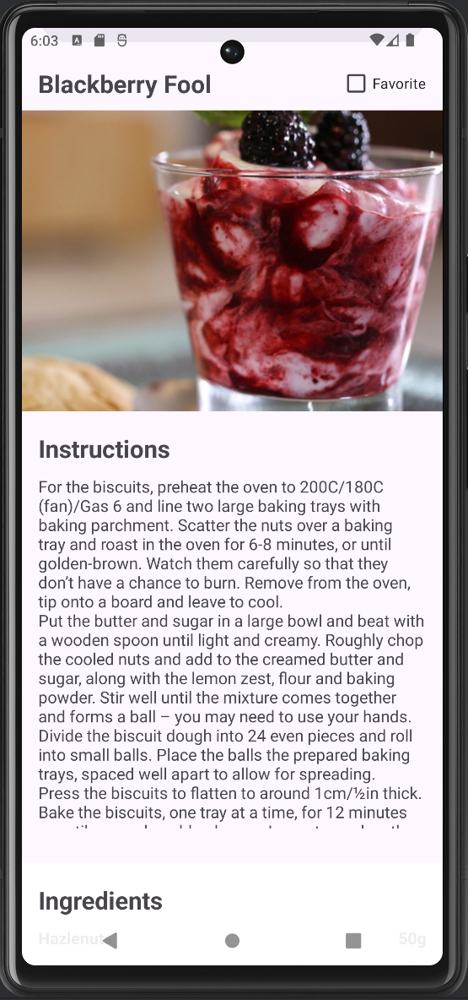 6:03
Blackberry Fool
Favorite
Instructions
For the biscuits, preheat the oven to 200C/180C
(fan)/Gas 6 and line two large baking trays with
baking parchment. Scatter the nuts over a baking
tray and roast in the oven for 6-8 minutes, or until
golden-brown. Watch them carefully so that they
don’t have a chance to burn. Remove from the oven,
tip onto a board and leave to cool.
Put the butter and sugar in a large bowl and beat with
a wooden spoon until light and creamy. Roughly chop
the cooled nuts and add to the creamed butter and
sugar, along with the lemon zest, flour and baking
powder. Stir well until the mixture comes together
and forms a ball – you may need to use your hands.
Divide the biscuit dough into 24 even pieces and roll
into small balls. Place the balls the prepared baking
trays, spaced well apart to allow for spreading.
Press the biscuits to flatten to around 1cm/½in thick.
Bake the biscuits, one tray at a time, for 12 minutes
Ingredients
50g